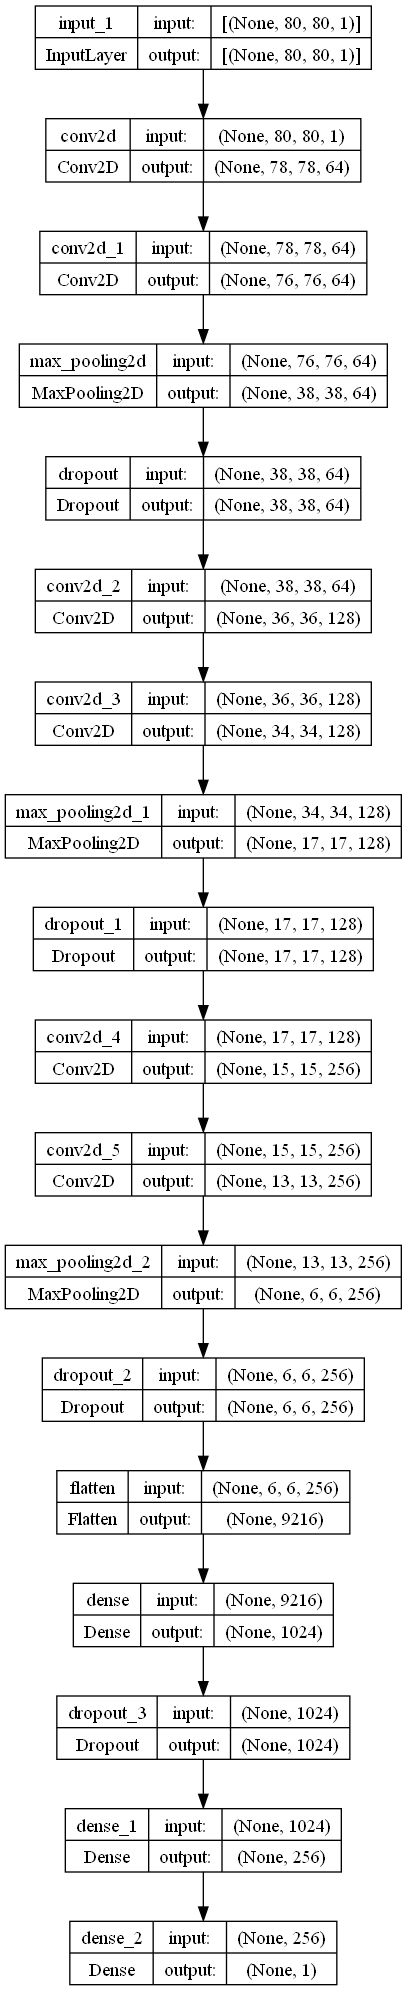 input_1 input: [(None, 80, 80, 1)]
InputLayer output: [(None, 80, 80, 1)]
conv2d input: (None, 80, 80, 1)
Conv2D output: (None, 78, 78, 64)
conv2d_1 input: (None, 78, 78, 64)
Conv2D output: (None, 76, 76, 64)
max_pooling2d input: (None, 76, 76, 64)
MaxPooling2D output: (None, 38, 38, 64)
dropout input: (None, 38, 38, 64)
Dropout output: (None, 38, 38, 64)
conv2d_2 input: (None, 38, 38, 64)
Conv2D output: (None, 36, 36, 128)
conv2d_3 input: (None, 36, 36, 128)
Conv2D output: (None, 34, 34, 128)
max_pooling2d_1 input: (None, 34, 34, 128)
MaxPooling2D output: (None, 17, 17, 128)
dropout_1 input: (None, 17, 17, 128)
Dropout output: (None, 17, 17, 128)
conv2d_4 input: (None, 17, 17, 128)
Conv2D output: (None, 15, 15, 256)
conv2d_5 input: (None, 15, 15, 256)
Conv2D output: (None, 13, 13, 256)
max_pooling2d_2 input: (None, 13, 13, 256)
MaxPooling2D output: (None, 6, 6, 256)
dropout_2 input: (None, 6, 6, 256)
Dropout output: (None, 6, 6, 256)
flatten input: (None, 6, 6, 256)
Flatten output: (None, 9216)
dense input: (None, 9216)
Dense output: (None, 1024)
dropout_3 input: (None, 1024)
Dropout output: (None, 1024)
dense_1 input: (None, 1024)
Dense output: (None, 256)
dense_2 input: (None, 256)
Dense output: (None, 1)